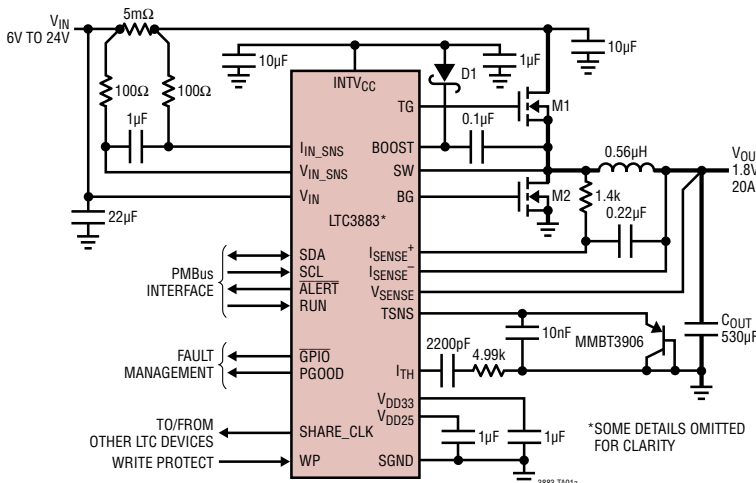 VIN
6V TO 24V
5mΩ
100Ω
100Ω
1µF
22µF
10µF
1µF
10µF
D1
INTVCC
TG
M1
0.1µF
IIN_SNS
BOOST
VIN_SNS
SW
0.56µH
VOUT
1.8V
20A
VIN
BG
M2
1.4k
LTC3883*
0.22µF
SDA
ISENSE+
PMBus
INTERFACE
SCL
ISENSE–
ALERT
VSENSE
RUN
TSNS
10nF
MMBT3906
COUT
530µF
FAULT
MANAGEMENT
GPIO
PGOOD
ITH
2200pF
4.99k
VDD33
VDD25
TO/FROM
OTHER LTC DEVICES
SHARE_CLK
1µF
1µF
*SOME DETAILS OMITTED
FOR CLARITY
WRITE PROTECT
WP
SGND
3883 TA01a